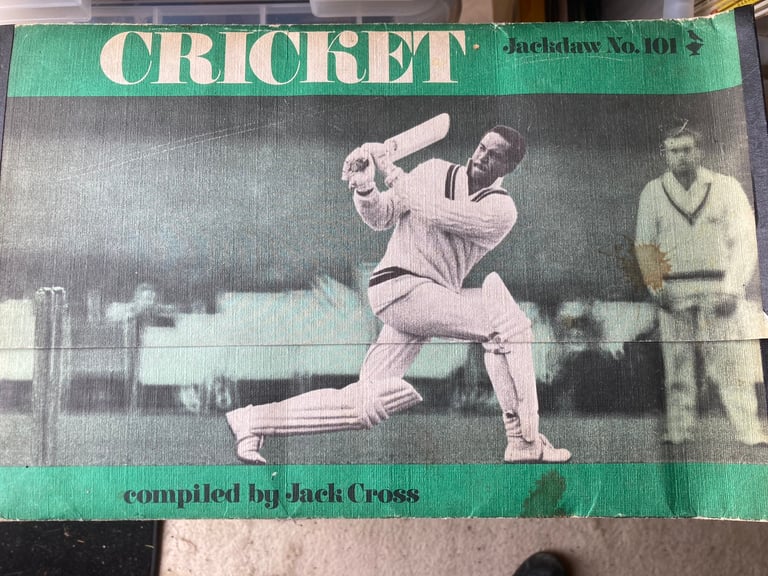 CRICKET
Jackdaw No. 101
compiled by Jack Cross